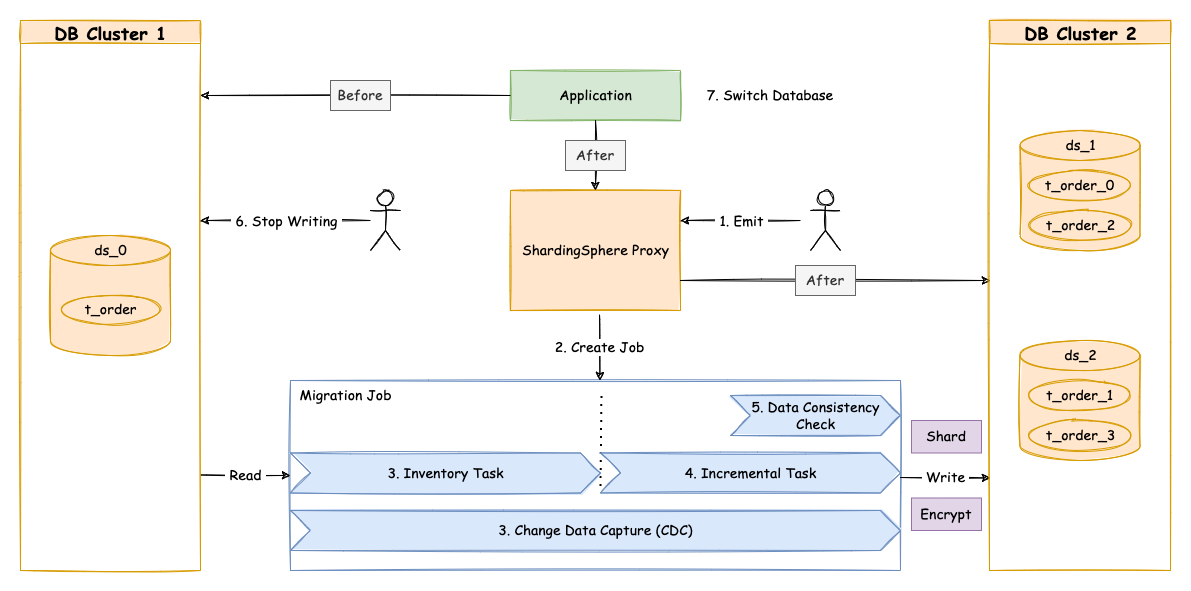 DB Cluster 1
DB Cluster 2
Before
Application
7. Switch Database
After
ds_1
t_order_0
t_order_2
6. Stop Writing
1. Emit
ds_0
t_order
ShardingSphere Proxy
After
2. Create Job
ds_2
t_order_1
t_order_3
Migration Job
5. Data Consistency
Check
Shard
Read
3. Inventory Task
4. Incremental Task
Write
Encrypt
3. Change Data Capture (CDC)